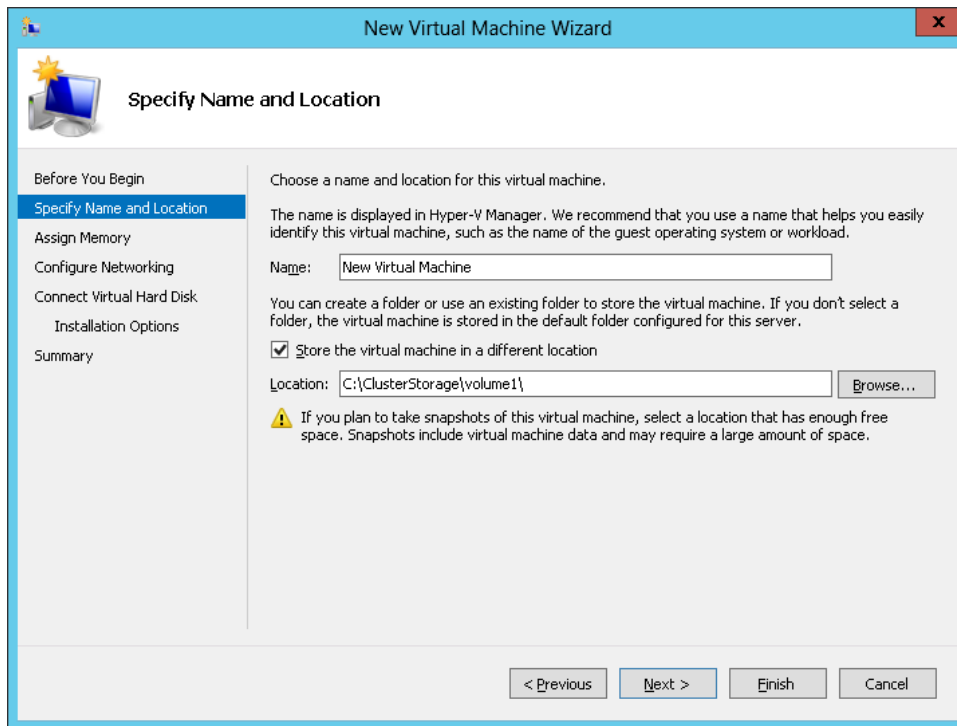 New Virtual Machine Wizard
x
Specify Name and Location
Before You Begin
Specify Name and Location
Assign Memory
Configure Networking
Connect Virtual Hard Disk
Installation Options
Summary
Choose a name and location for this virtual machine.
The name is displayed in Hyper-V Manager. We recommend that you use a name that helps you easily
identify this virtual machine, such as the name of the guest operating system or workload.
Name: New Virtual Machine
You can create a folder or use an existing folder to store the virtual machine. If you don't select a
folder, the virtual machine is stored in the default folder configured for this server.
Store the virtual machine in a different location
Location: C:\ClusterStorage\volume1\ Browse...
If you plan to take snapshots of this virtual machine, select a location that has enough free
space. Snapshots include virtual machine data and may require a large amount of space.
< Previous Next > Finish Cancel